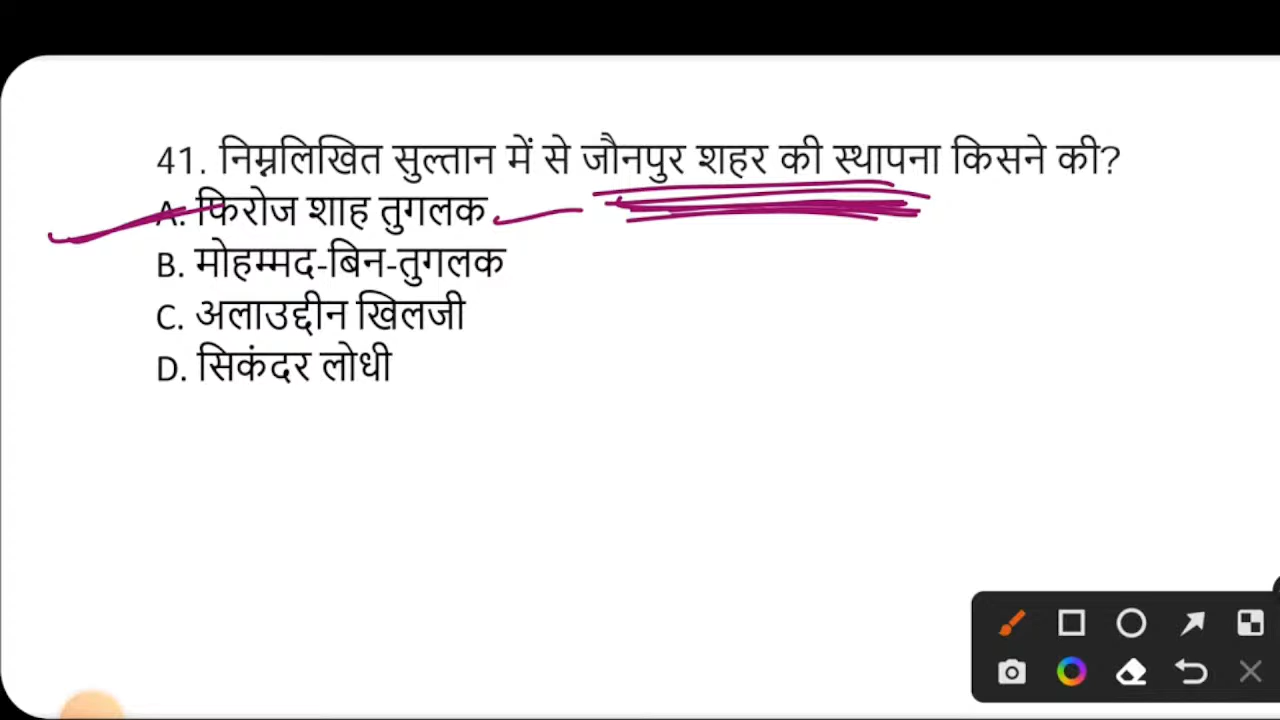 41. निम्नलिखित सुल्तान में से जौनपुर शहर की स्थापना किसने की?
A. फिरोज शाह तुगलक
B. मोहम्मद-बिन-तुगलक
C. अलाउद्दीन खिलजी
D. सिकंदर लोधी